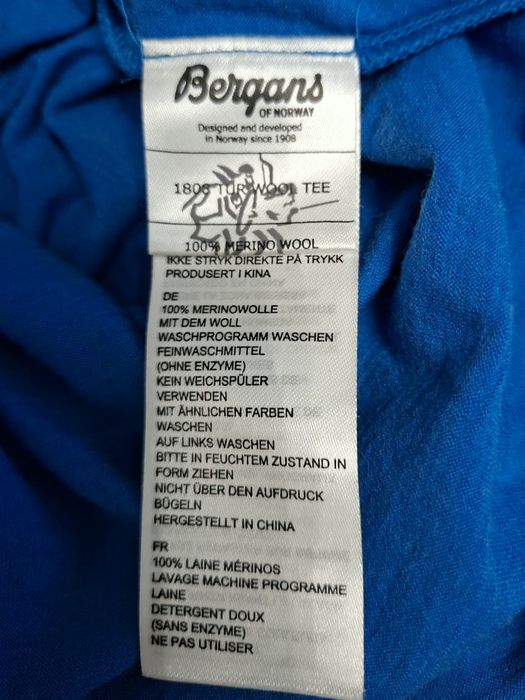 Bergans
OF NORWAY
Designed and developed
in Norway since 1908
1806 TUR WOOL TEE
100% MERINO WOOL
IKKE STRYK DIREKTE PÅ TRYKK
PRODUSERT I KINA
DE
100% MERINOWOLLE
MIT DEM WOLL
WASCHPROGRAMM WASCHEN
FEINWASCHMITTEL
(OHNE ENZYME)
KEIN WEICHSPÜLER
VERWENDEN
MIT ÄHNLICHEN FARBEN
WASCHEN
AUF LINKS WASCHEN
BITTE IN FEUCHTEM ZUSTAND IN
FORM ZIEHEN
NICHT ÜBER DEN AUFDRUCK
BÜGELN
HERGESTELLT IN CHINA
FR
100% LAINE MÉRINOS
LAVAGE MACHINE PROGRAMME
LAINE
DETERGENT DOUX
(SANS ENZYME)
NE PAS UTILISER